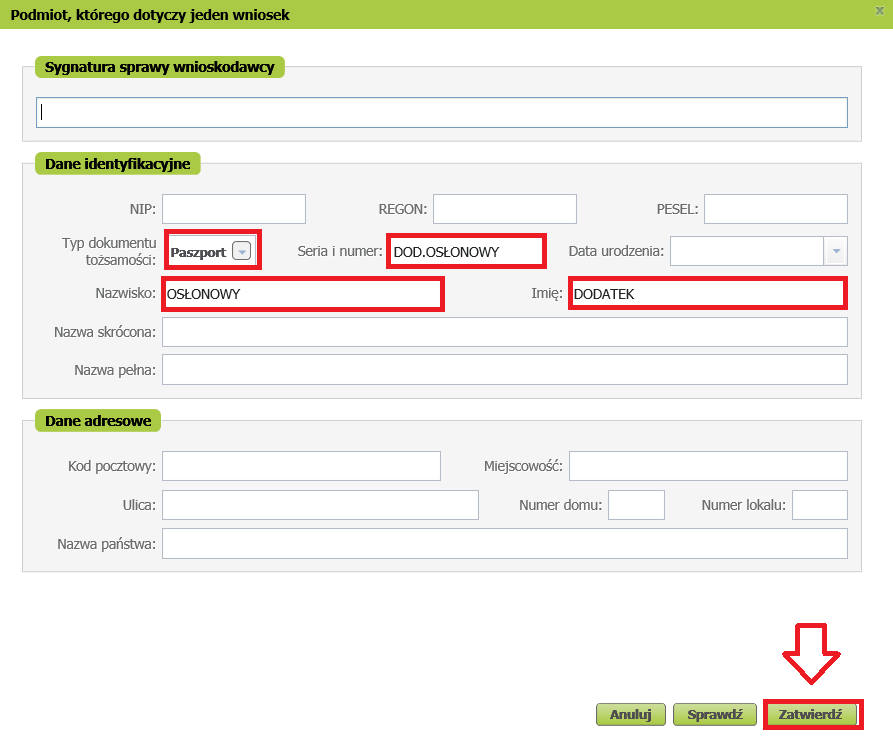 Podmiot, którego dotyczy jeden wniosek x
Sygnatura sprawy wnioskodawcy
Dane identyfikacyjne
NIP: REGON: PESEL:
Typ dokumentu tożsamości: Paszport Seria i numer: DOD.OSŁONOWY Data urodzenia:
Nazwisko: OSŁONOWY Imię: DODATEK
Nazwa skrócona:
Nazwa pełna:
Dane adresowe
Kod pocztowy: Miejscowość:
Ulica: Numer domu: Numer lokalu:
Nazwa państwa:
Anuluj Sprawdź Zatwierdź